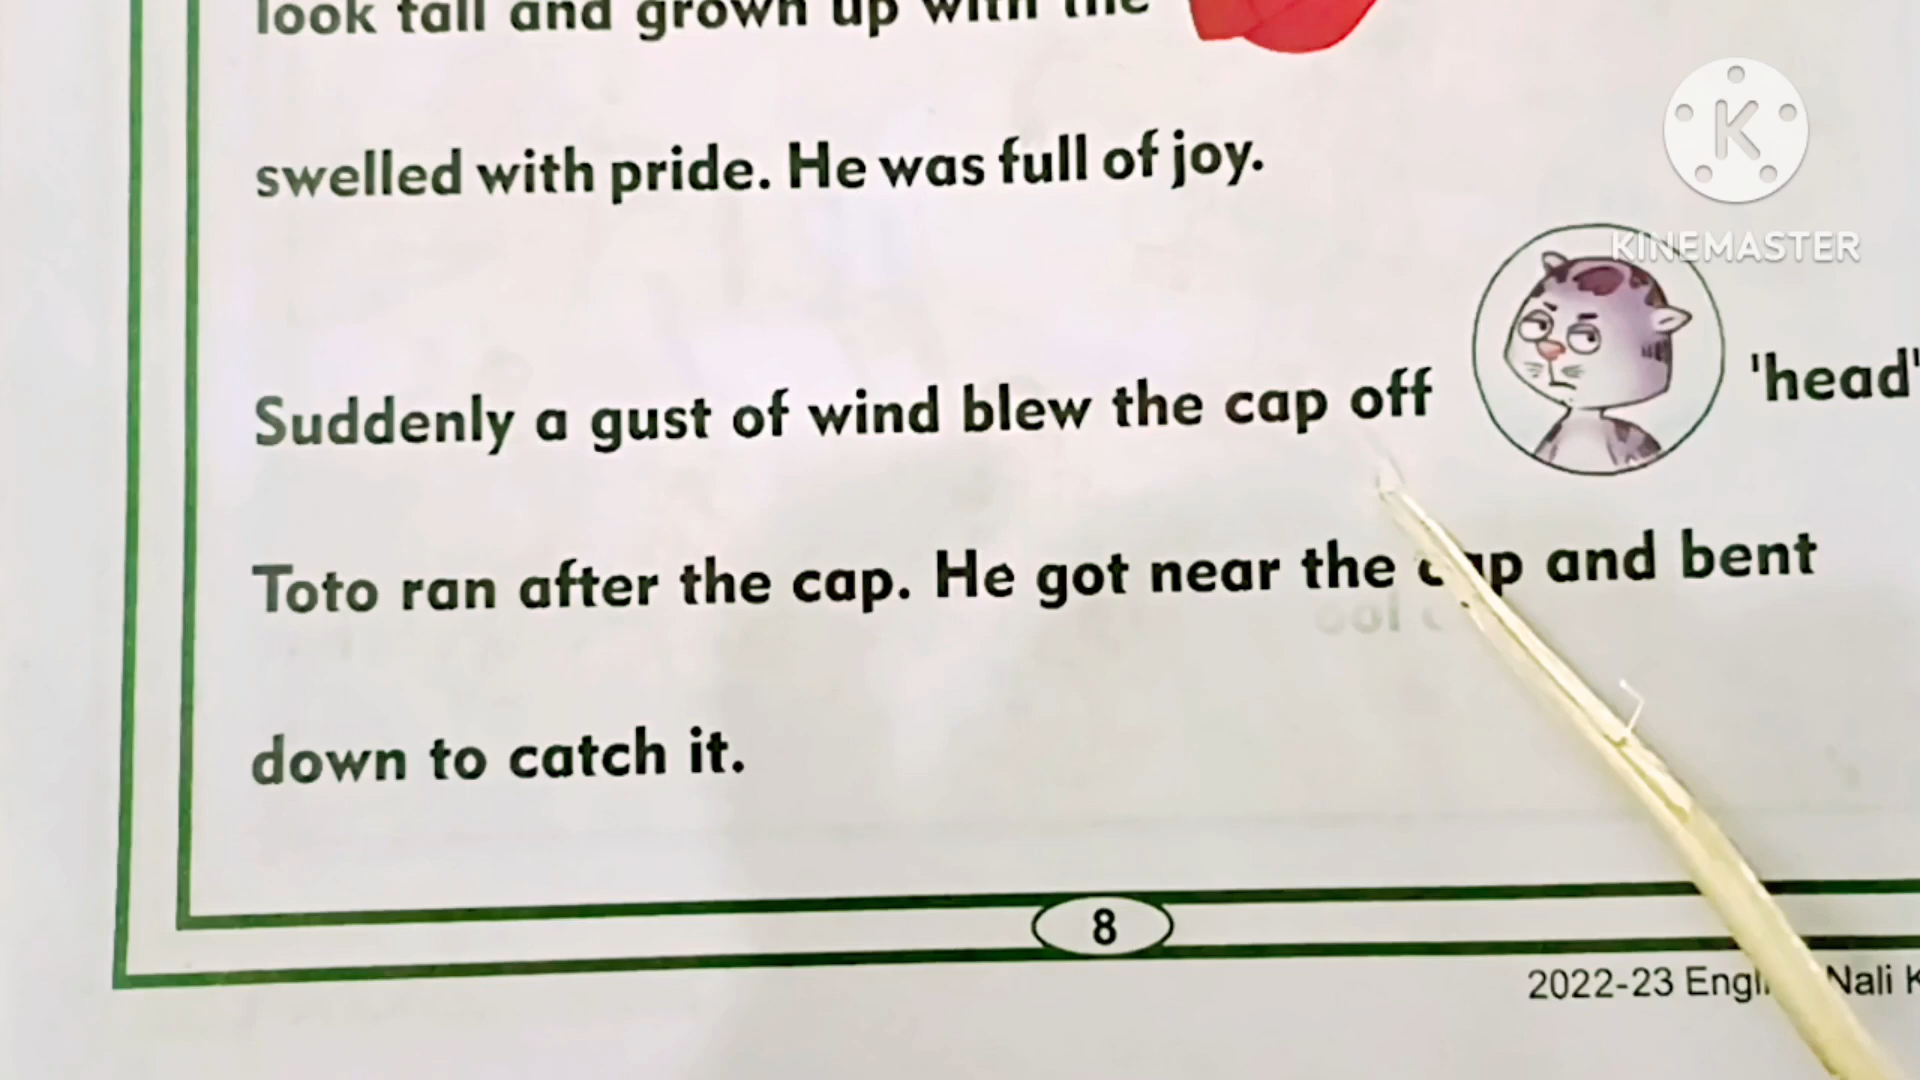 look tall and grown up with the
swelled with pride. He was full of joy.
K
KINEMASTER
Suddenly a gust of wind blew the cap off 'head'
Toto ran after the cap. He got near the cap and bent
down to catch it.
8
2022-23 English Nali